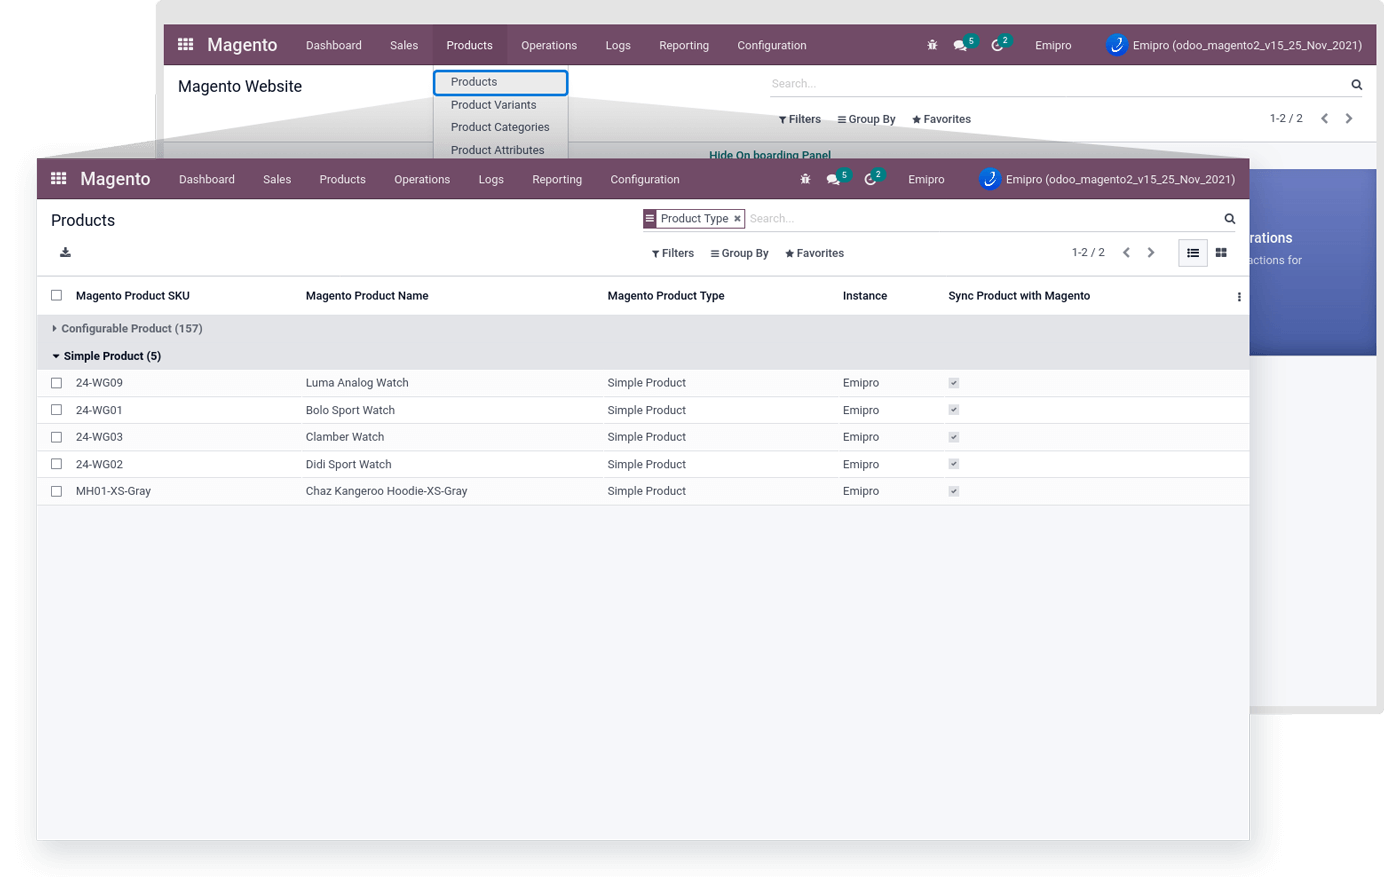 Magento Dashboard Sales Products Operations Logs Reporting Configuration 5 2 Emipro Emipro (odoo_magento2_v15_25_Nov_2021)
Magento Website Products Search...
Product Variants
Filters Group By Favorites 1-2 / 2
Product Categories
Product Attributes
Hide On boarding Panel
Magento Dashboard Sales Products Operations Logs Reporting Configuration 5 2 Emipro Emipro (odoo_magento2_v15_25_Nov_2021)
Products Product Type × Search...
rations
Filters Group By Favorites 1-2 / 2
actions for
Magento Product SKU Magento Product Name Magento Product Type Instance Sync Product with Magento
Configurable Product (157)
Simple Product (5)
24-WG09 Luma Analog Watch Simple Product Emipro
24-WG01 Bolo Sport Watch Simple Product Emipro
24-WG03 Clamber Watch Simple Product Emipro
24-WG02 Didi Sport Watch Simple Product Emipro
MH01-XS-Gray Chaz Kangeroo Hoodie-XS-Gray Simple Product Emipro